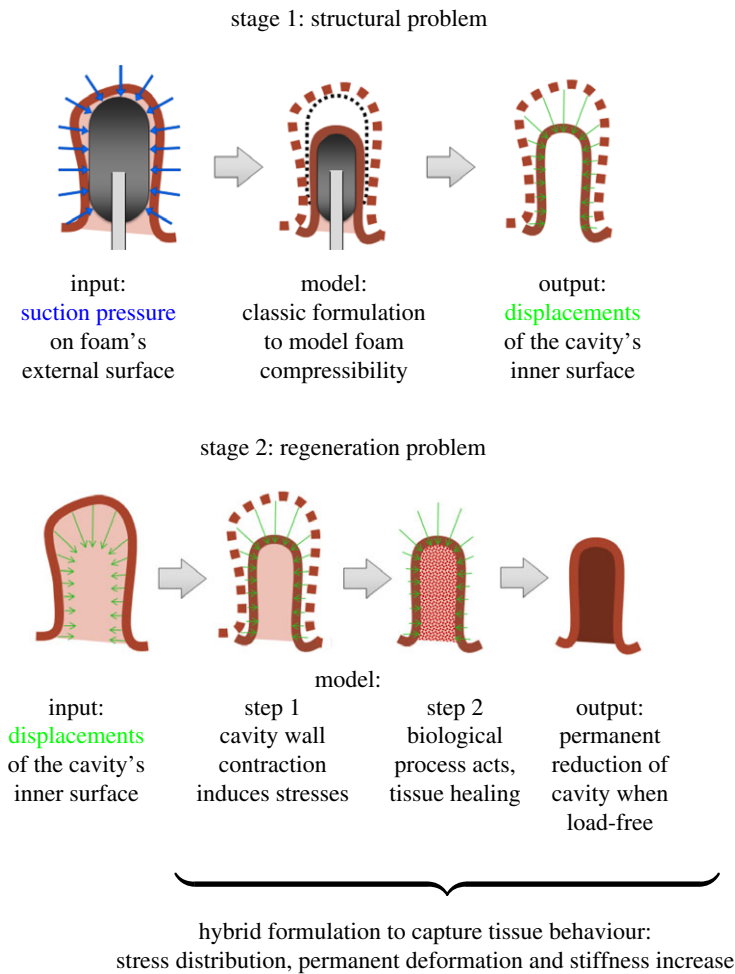 stage 1: structural problem
input:
suction pressure
on foam's
external surface
model:
classic formulation
to model foam
compressibility
output:
displacements
of the cavity's
inner surface
stage 2: regeneration problem
model:
input:
displacements
of the cavity's
inner surface
step 1
cavity wall
contraction
induces stresses
step 2
biological
process acts,
tissue healing
output:
permanent
reduction of
cavity when
load-free
hybrid formulation to capture tissue behaviour:
stress distribution, permanent deformation and stiffness increase